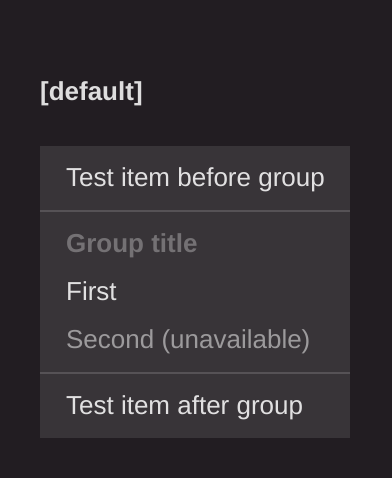 [default]
Test item before group
Group title
First
Second (unavailable)
Test item after group